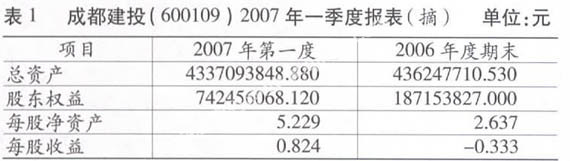 表 1 成都建投(600109)2007 年一季度报表(摘) 单位:元
项目 2007 年第一度 2006 年度期末
总资产 4337093848.880 436247710.530
股东权益 742456068.120 187153827.000
每股净资产 5.229 2.637
每股收益 0.824 -0.333